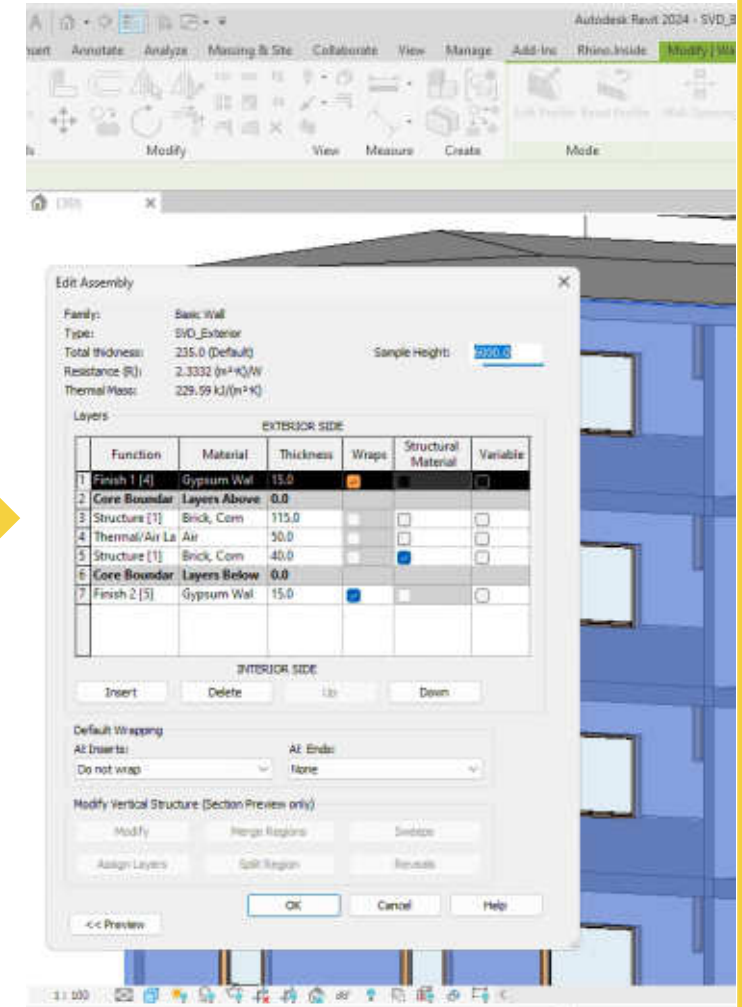 Autodesk Revit 2024 - SVD_B
Annotate Analyze Massing & Site Collaborate View Manage Add-Ins Rhino.Inside Modify | Wa
Modify View Measure Create Mode
Edit Assembly
Family: Basic Wall
Type: SVD_Exterior
Total thickness: 235.0 (Default) Sample Height: 6000.0
Resistance (R): 2.3332 (m²·K)/W
Thermal Mass: 229.59 kJ/(m²·K)
Layers
EXTERIOR SIDE
Function Material Thickness Wraps Structural Material Variable
1 Finish 1 [4] Gypsum Wal 15.0
2 Core Boundar Layers Above 0.0
3 Structure [1] Brick, Com 115.0
4 Thermal/Air La Air 50.0
5 Structure [1] Brick, Com 40.0
6 Core Boundar Layers Below 0.0
7 Finish 2 [5] Gypsum Wal 15.0
INTERIOR SIDE
Insert Delete Up Down
Default Wrapping
At Inserts: At Ends:
Do not wrap None
Modify Vertical Structure (Section Preview only)
Modify Merge Regions Sweeps
Assign Layers Split Region Reveals
OK Cancel Help
<< Preview
1 : 100